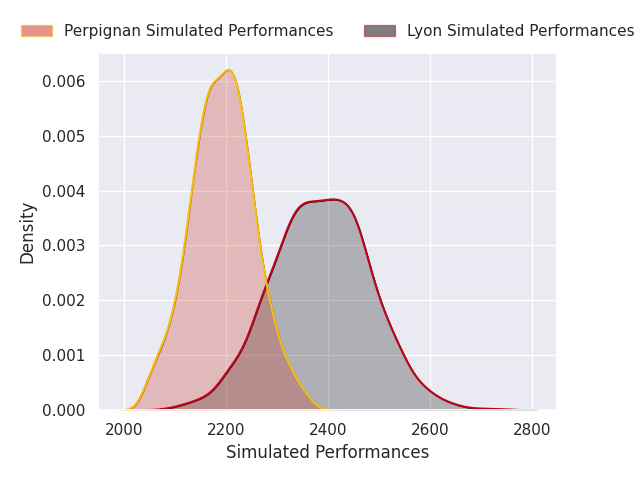 Perpignan Simulated Performances Lyon Simulated Performances
0.006
0.005
0.004
0.003
0.002
0.001
0.000
Density
2000 2200 2400 2600 2800
Simulated Performances